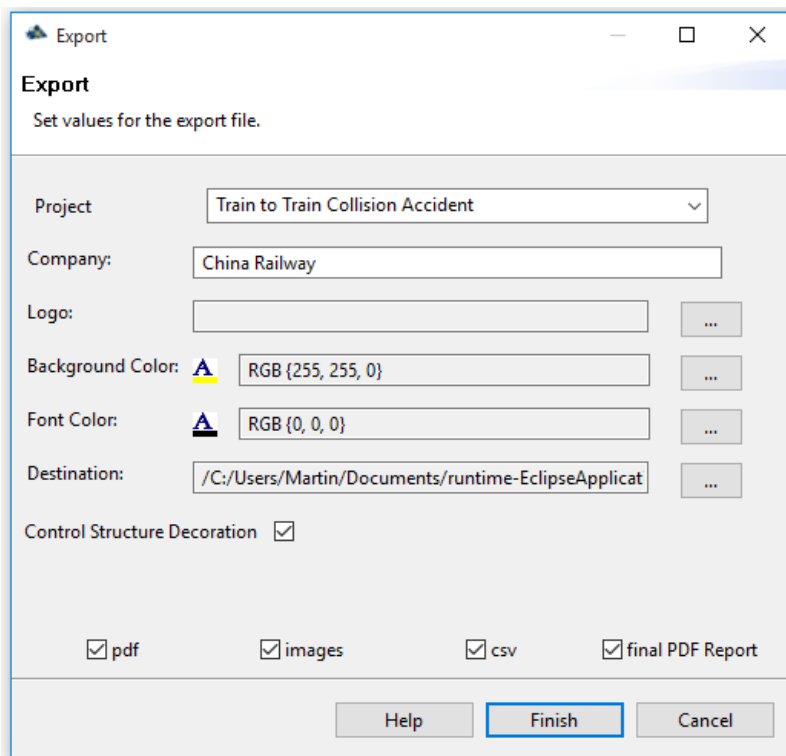 Export
Export
Set values for the export file.
Project Train to Train Collision Accident
Company: China Railway
Logo: ...
Background Color: A RGB {255, 255, 0} ...
Font Color: A RGB {0, 0, 0} ...
Destination: /C:/Users/Martin/Documents/runtime-EclipseApplicat ...
Control Structure Decoration
pdf images csv final PDF Report
Help Finish Cancel